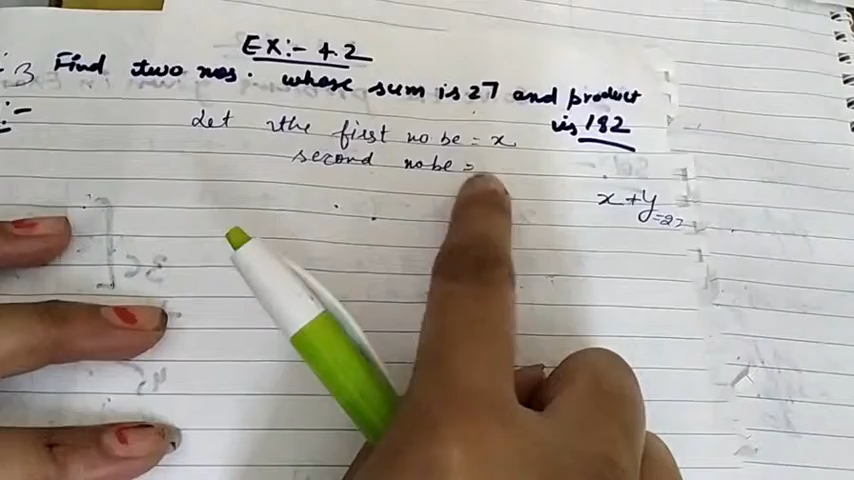 EX:- 4.2
3 Find two nos. whose sum is 27 and product
is 182
:-
Let the first no be = x
second no be =
x + y
= 27